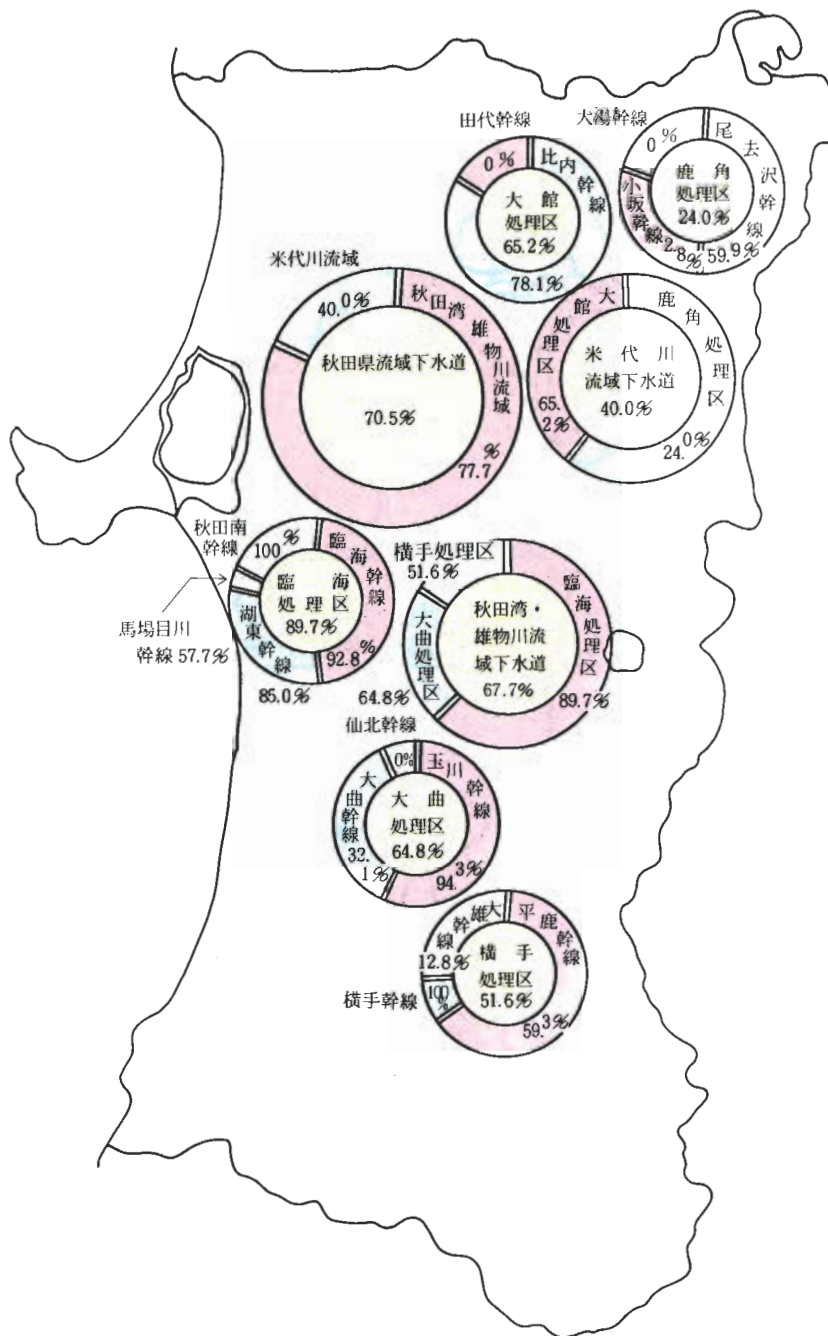 田代幹線
0%
比内幹線
大館
処理区
65.2%
78.1%
大湯幹線
0%
尾去沢幹線
鹿角
処理区
24.0%
小坂幹線
2.8%
59.9%
米代川流域
40.0%
秋田湾雄物川流域
秋田県流域下水道
70.5%
77.7%
大館処理区
65.2%
鹿角処理区
米代川
流域下水道
40.0%
24.0%
秋田南
幹線
100%
臨海幹線
臨海
処理区
89.7%
馬場目川
幹線 57.7%
湖東幹線
92.8%
85.0%
横手処理区
51.6%
臨海処理区
秋田湾・
雄物川流
域下水道
67.7%
大曲処理区
64.8%
89.7%
仙北幹線
0%
玉川幹線
大曲
処理区
64.8%
大曲幹線
32.1%
94.3%
大雄幹線
12.8%
平鹿幹線
横手
処理区
51.6%
横手幹線
100%
59.3%